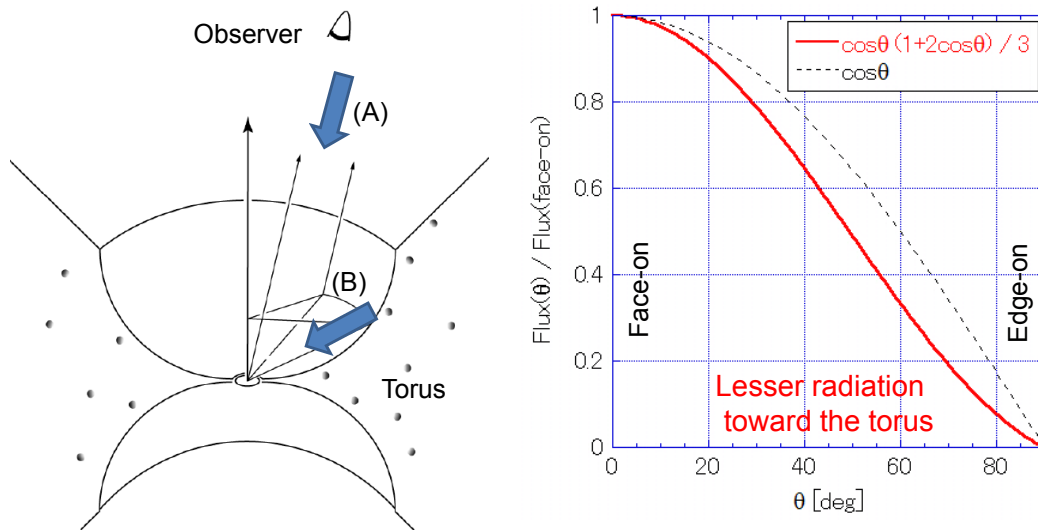 Observer
(A)
(B)
Torus
Flux(θ) / Flux(face-on)
1
0.8
0.6
0.4
0.2
0
cosθ (1+2cosθ) / 3
cosθ
Face-on
Edge-on
Lesser radiation
toward the torus
0
20
40
60
80
θ [deg]